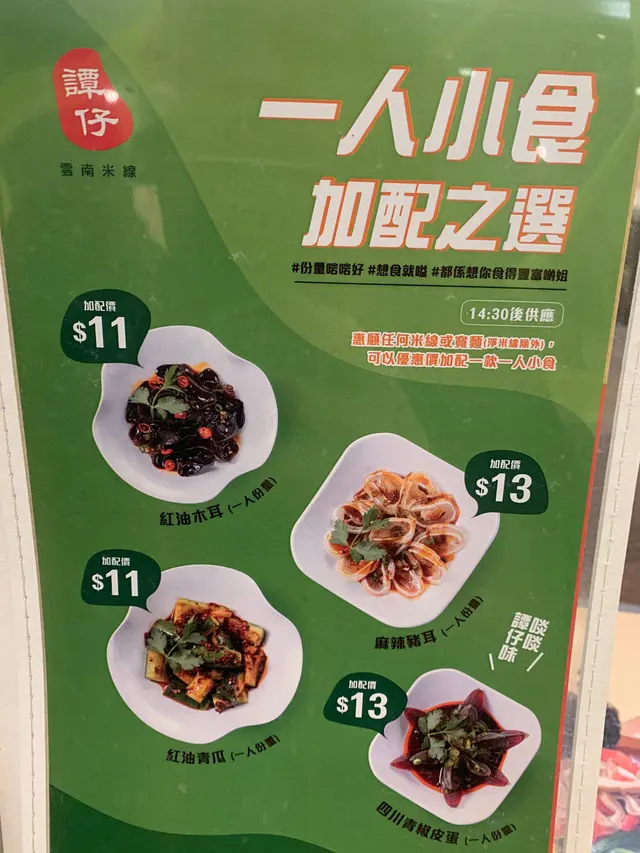 譚仔
雲南米線
一人小食
加配之選
#份量啱啱好 #想食就嗌 #都係想你食得豐富啲姐
14:30後供應
惠顧任何米線或寬麵(淨米線除外)，
可以優惠價加配一款一人小食
加配價
$11
紅油木耳 (一人份量)
加配價
$13
麻辣豬耳 (一人份量)
加配價
$11
紅油青瓜 (一人份量)
啖啖
譚仔味
加配價
$13
四川青椒皮蛋 (一人份量)